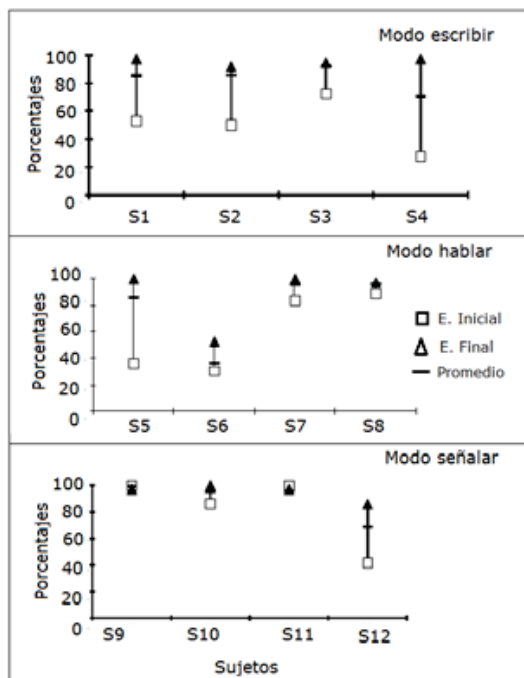 Modo escribir
Porcentajes
100
80
60
40
20
0
S1 S2 S3 S4
Modo hablar
Porcentajes
100
80
60
40
20
0
S5 S6 S7 S8
E. Inicial
E. Final
Promedio
Modo señalar
Porcentajes
100
80
60
40
20
0
S9 S10 S11 S12
Sujetos